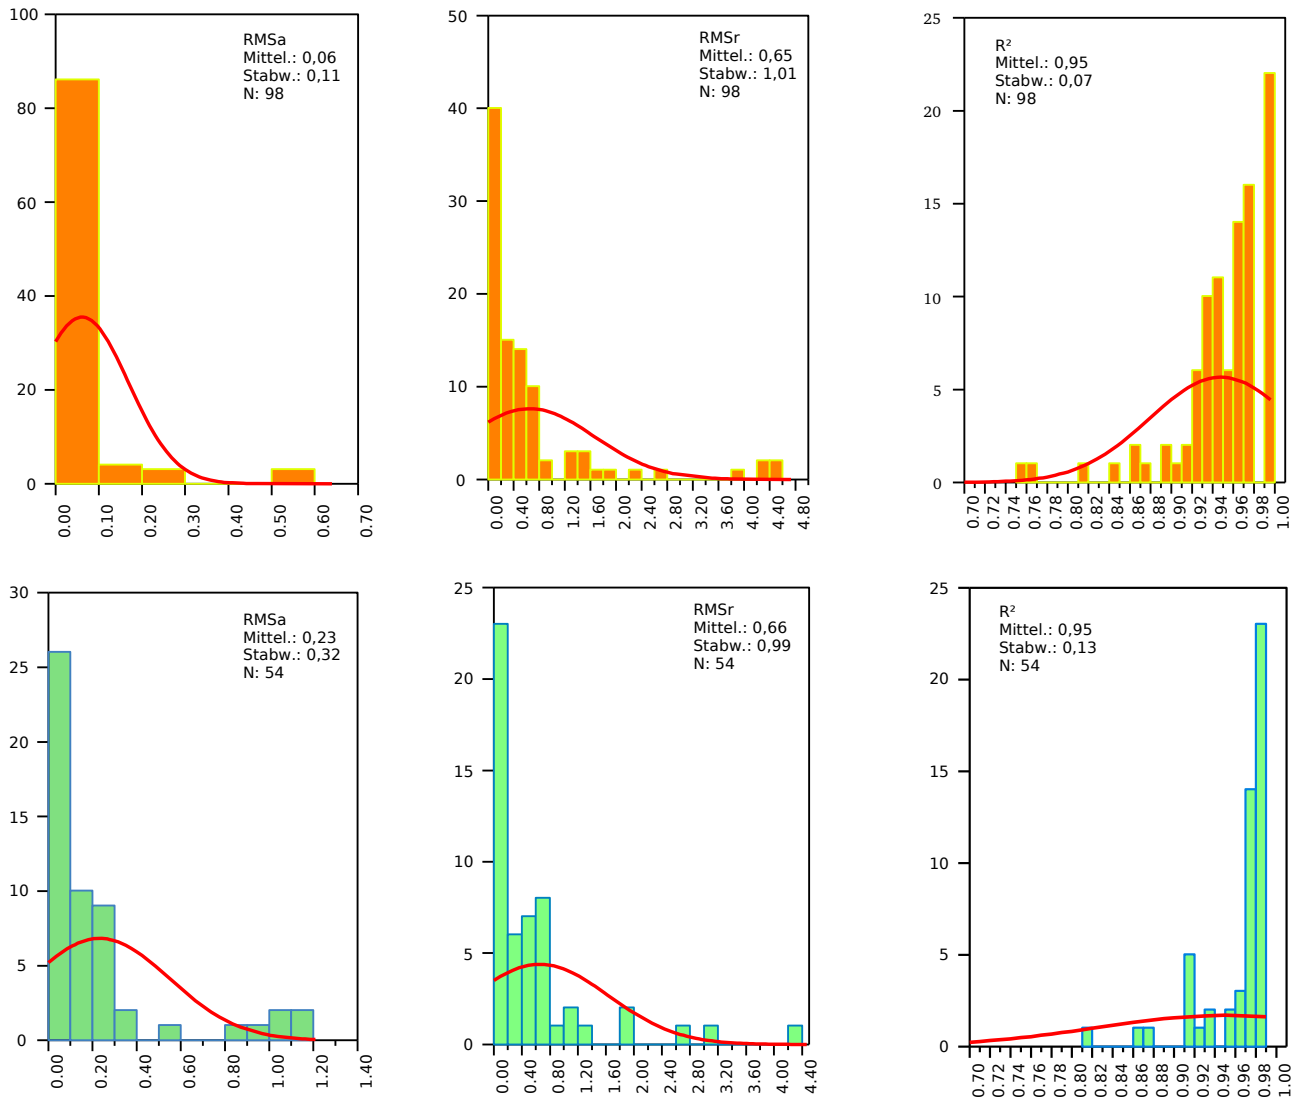 100
80
60
40
20
0
RMSa
Mittel.: 0,06
Stabw.: 0,11
N: 98
0.00 0.10 0.20 0.30 0.40 0.50 0.60 0.70
50
40
30
20
10
0
RMSr
Mittel.: 0,65
Stabw.: 1,01
N: 98
0.00 0.40 0.80 1.20 1.60 2.00 2.40 2.80 3.20 3.60 4.00 4.40 4.80
25
20
15
10
5
0
R²
Mittel.: 0,95
Stabw.: 0,07
N: 98
0.70 0.72 0.74 0.76 0.78 0.80 0.82 0.84 0.86 0.88 0.90 0.92 0.94 0.96 0.98 1.00
30
25
20
15
10
5
0
RMSa
Mittel.: 0,23
Stabw.: 0,32
N: 54
0.00 0.20 0.40 0.60 0.80 1.00 1.20 1.40
25
20
15
10
5
0
RMSr
Mittel.: 0,66
Stabw.: 0,99
N: 54
0.00 0.40 0.80 1.20 1.60 2.00 2.40 2.80 3.20 3.60 4.00 4.40
25
20
15
10
5
0
R²
Mittel.: 0,95
Stabw.: 0,13
N: 54
0.70 0.72 0.74 0.76 0.78 0.80 0.82 0.84 0.86 0.88 0.90 0.92 0.94 0.96 0.98 1.00